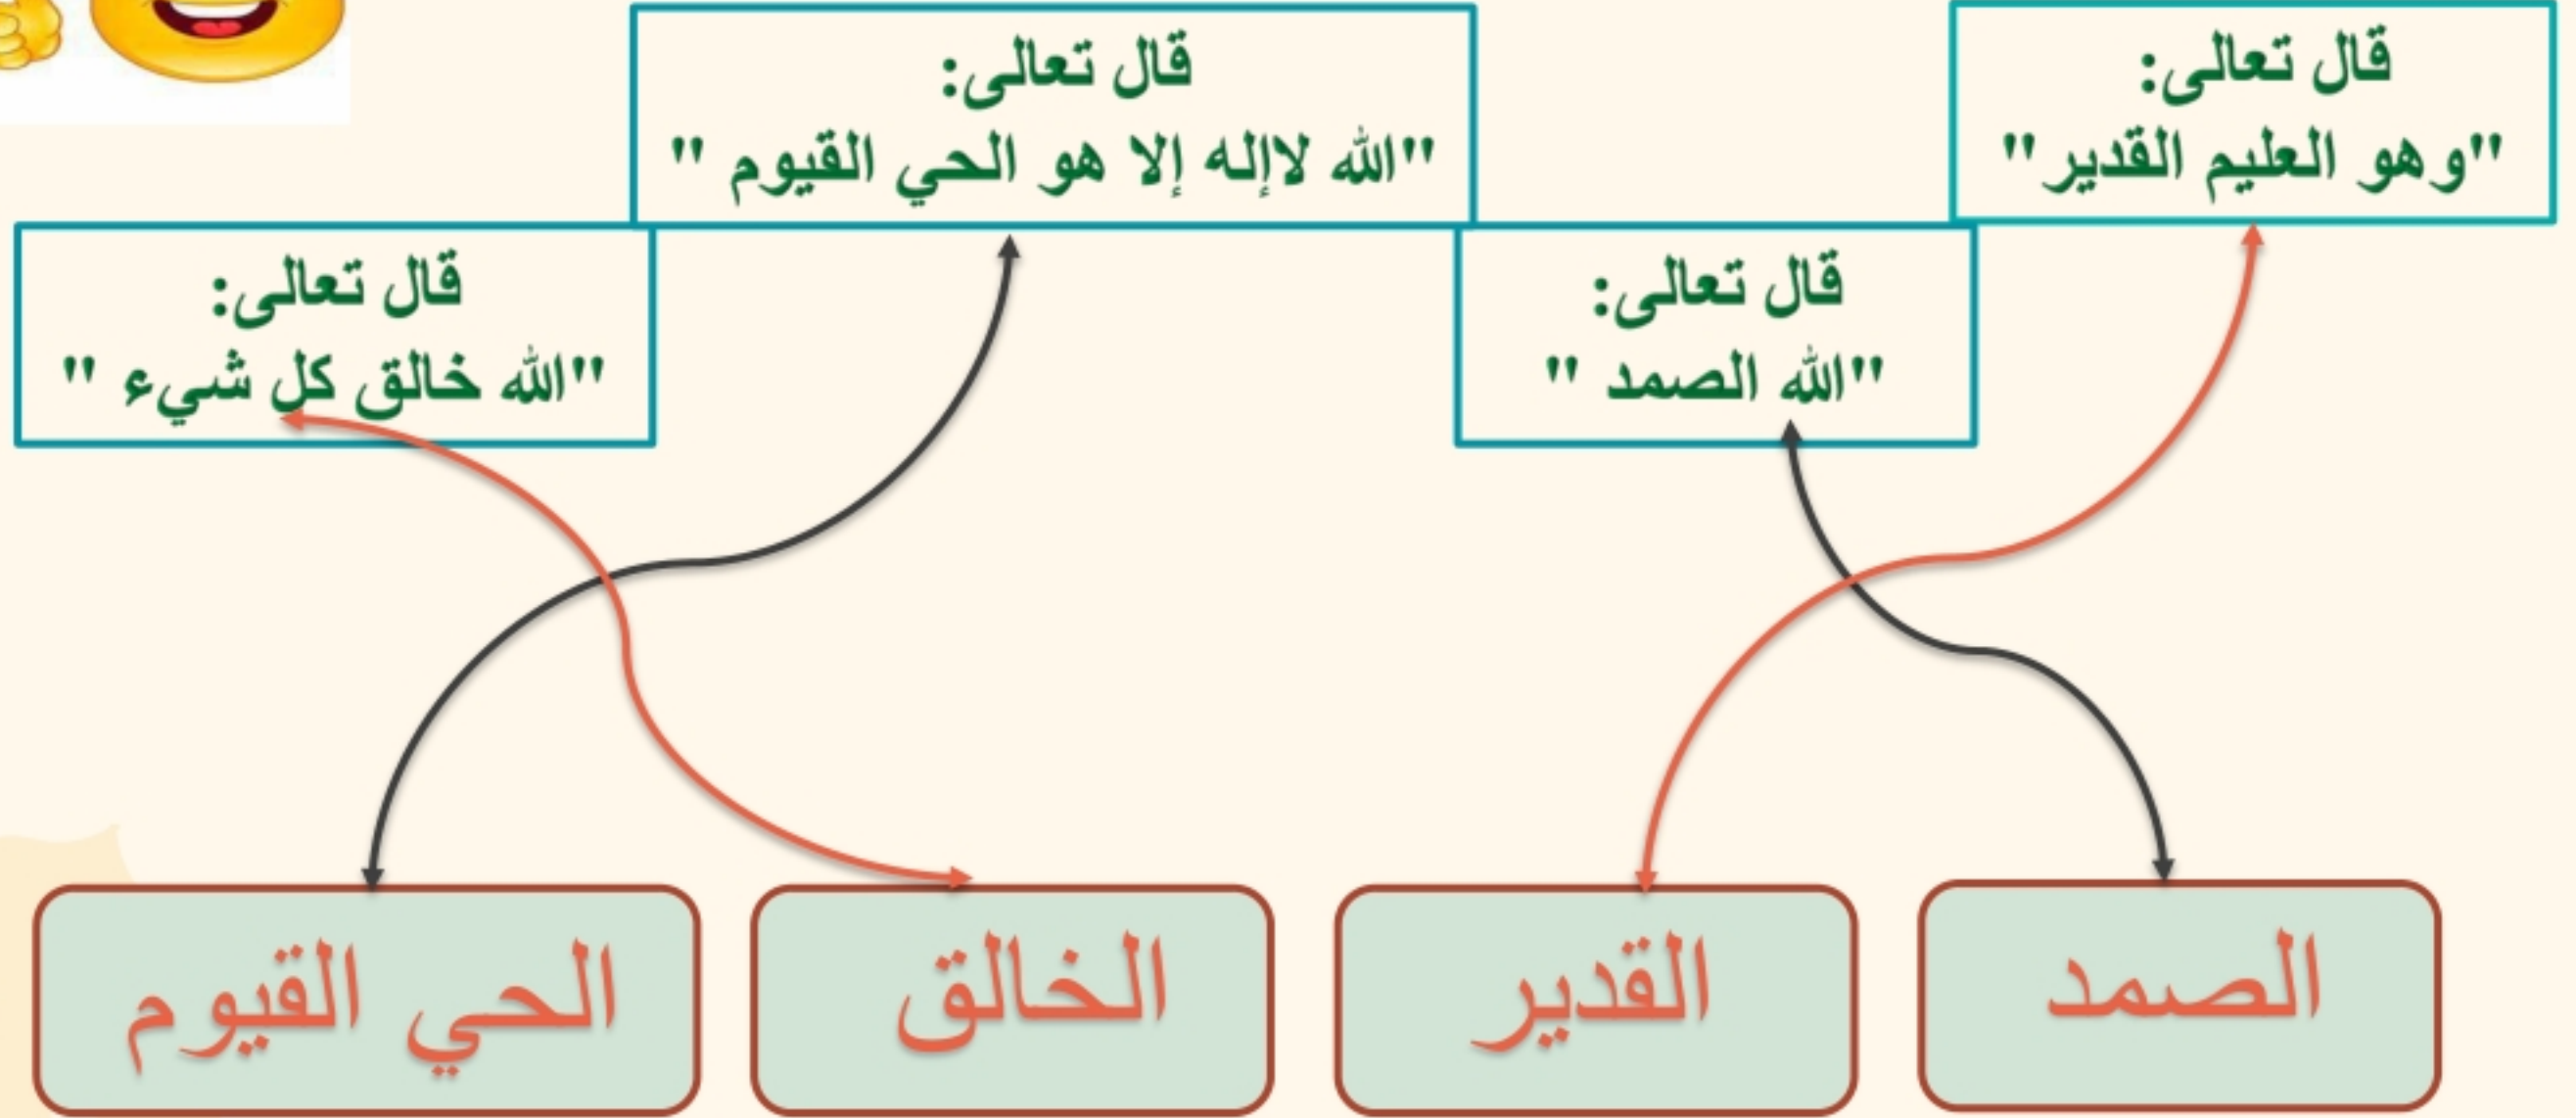 قال تعالى:
"وهو العليم القدير"
قال تعالى:
"الله لاإله إلا هو الحي القيوم "
قال تعالى:
"الله الصمد "
قال تعالى:
"الله خالق كل شيء "
الصمد
القدير
الخالق
الحي القيوم